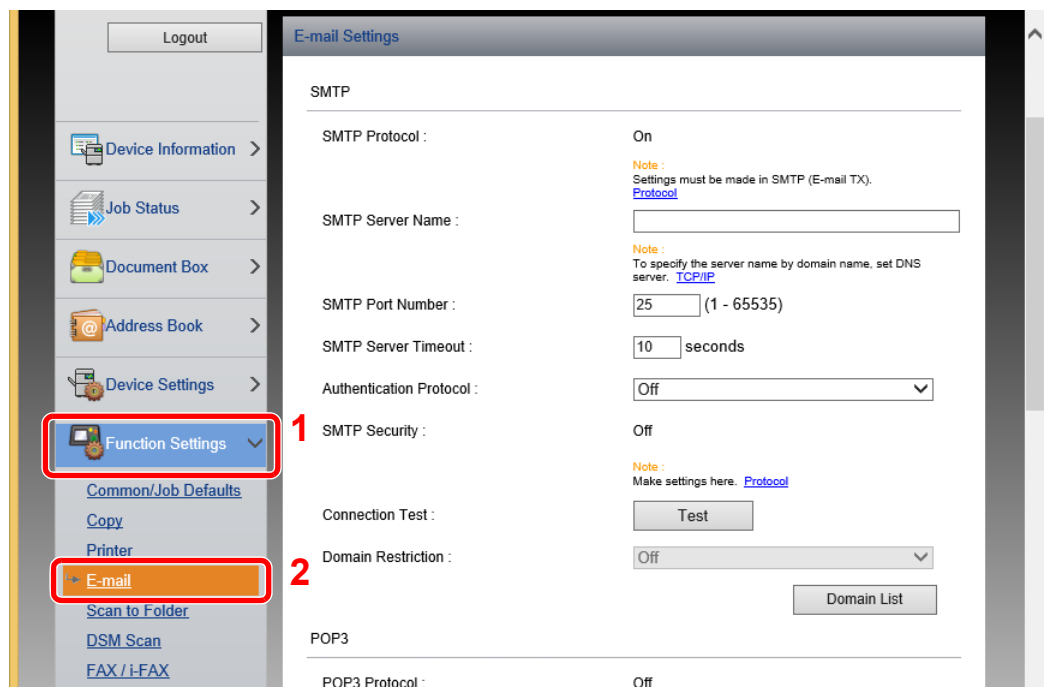 Logout
Device Information
Job Status
Document Box
Address Book
Device Settings
Function Settings
1
Common/Job Defaults
Copy
Printer
E-mail
2
Scan to Folder
DSM Scan
FAX / i-FAX
E-mail Settings
SMTP
SMTP Protocol : On
Note :
Settings must be made in SMTP (E-mail TX).
Protocol
SMTP Server Name :
Note :
To specify the server name by domain name, set DNS
server. TCP/IP
SMTP Port Number : 25 (1 - 65535)
SMTP Server Timeout : 10 seconds
Authentication Protocol : Off
SMTP Security : Off
Note :
Make settings here. Protocol
Connection Test : Test
Domain Restriction : Off
Domain List
POP3
POP3 Protocol : Off